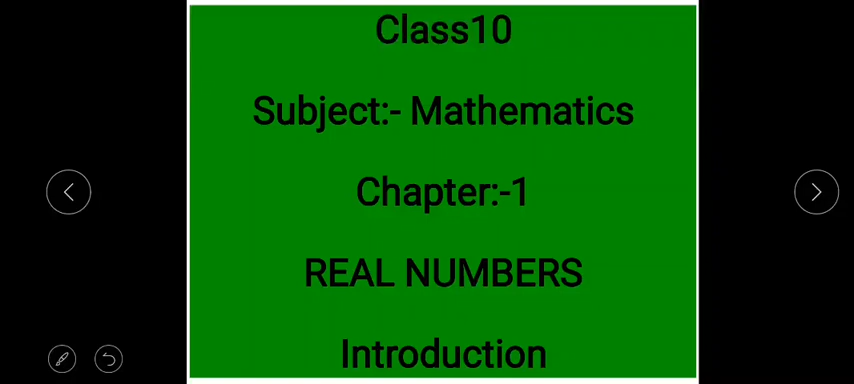 Class10
Subject:- Mathematics
Chapter:-1
REAL NUMBERS
Introduction